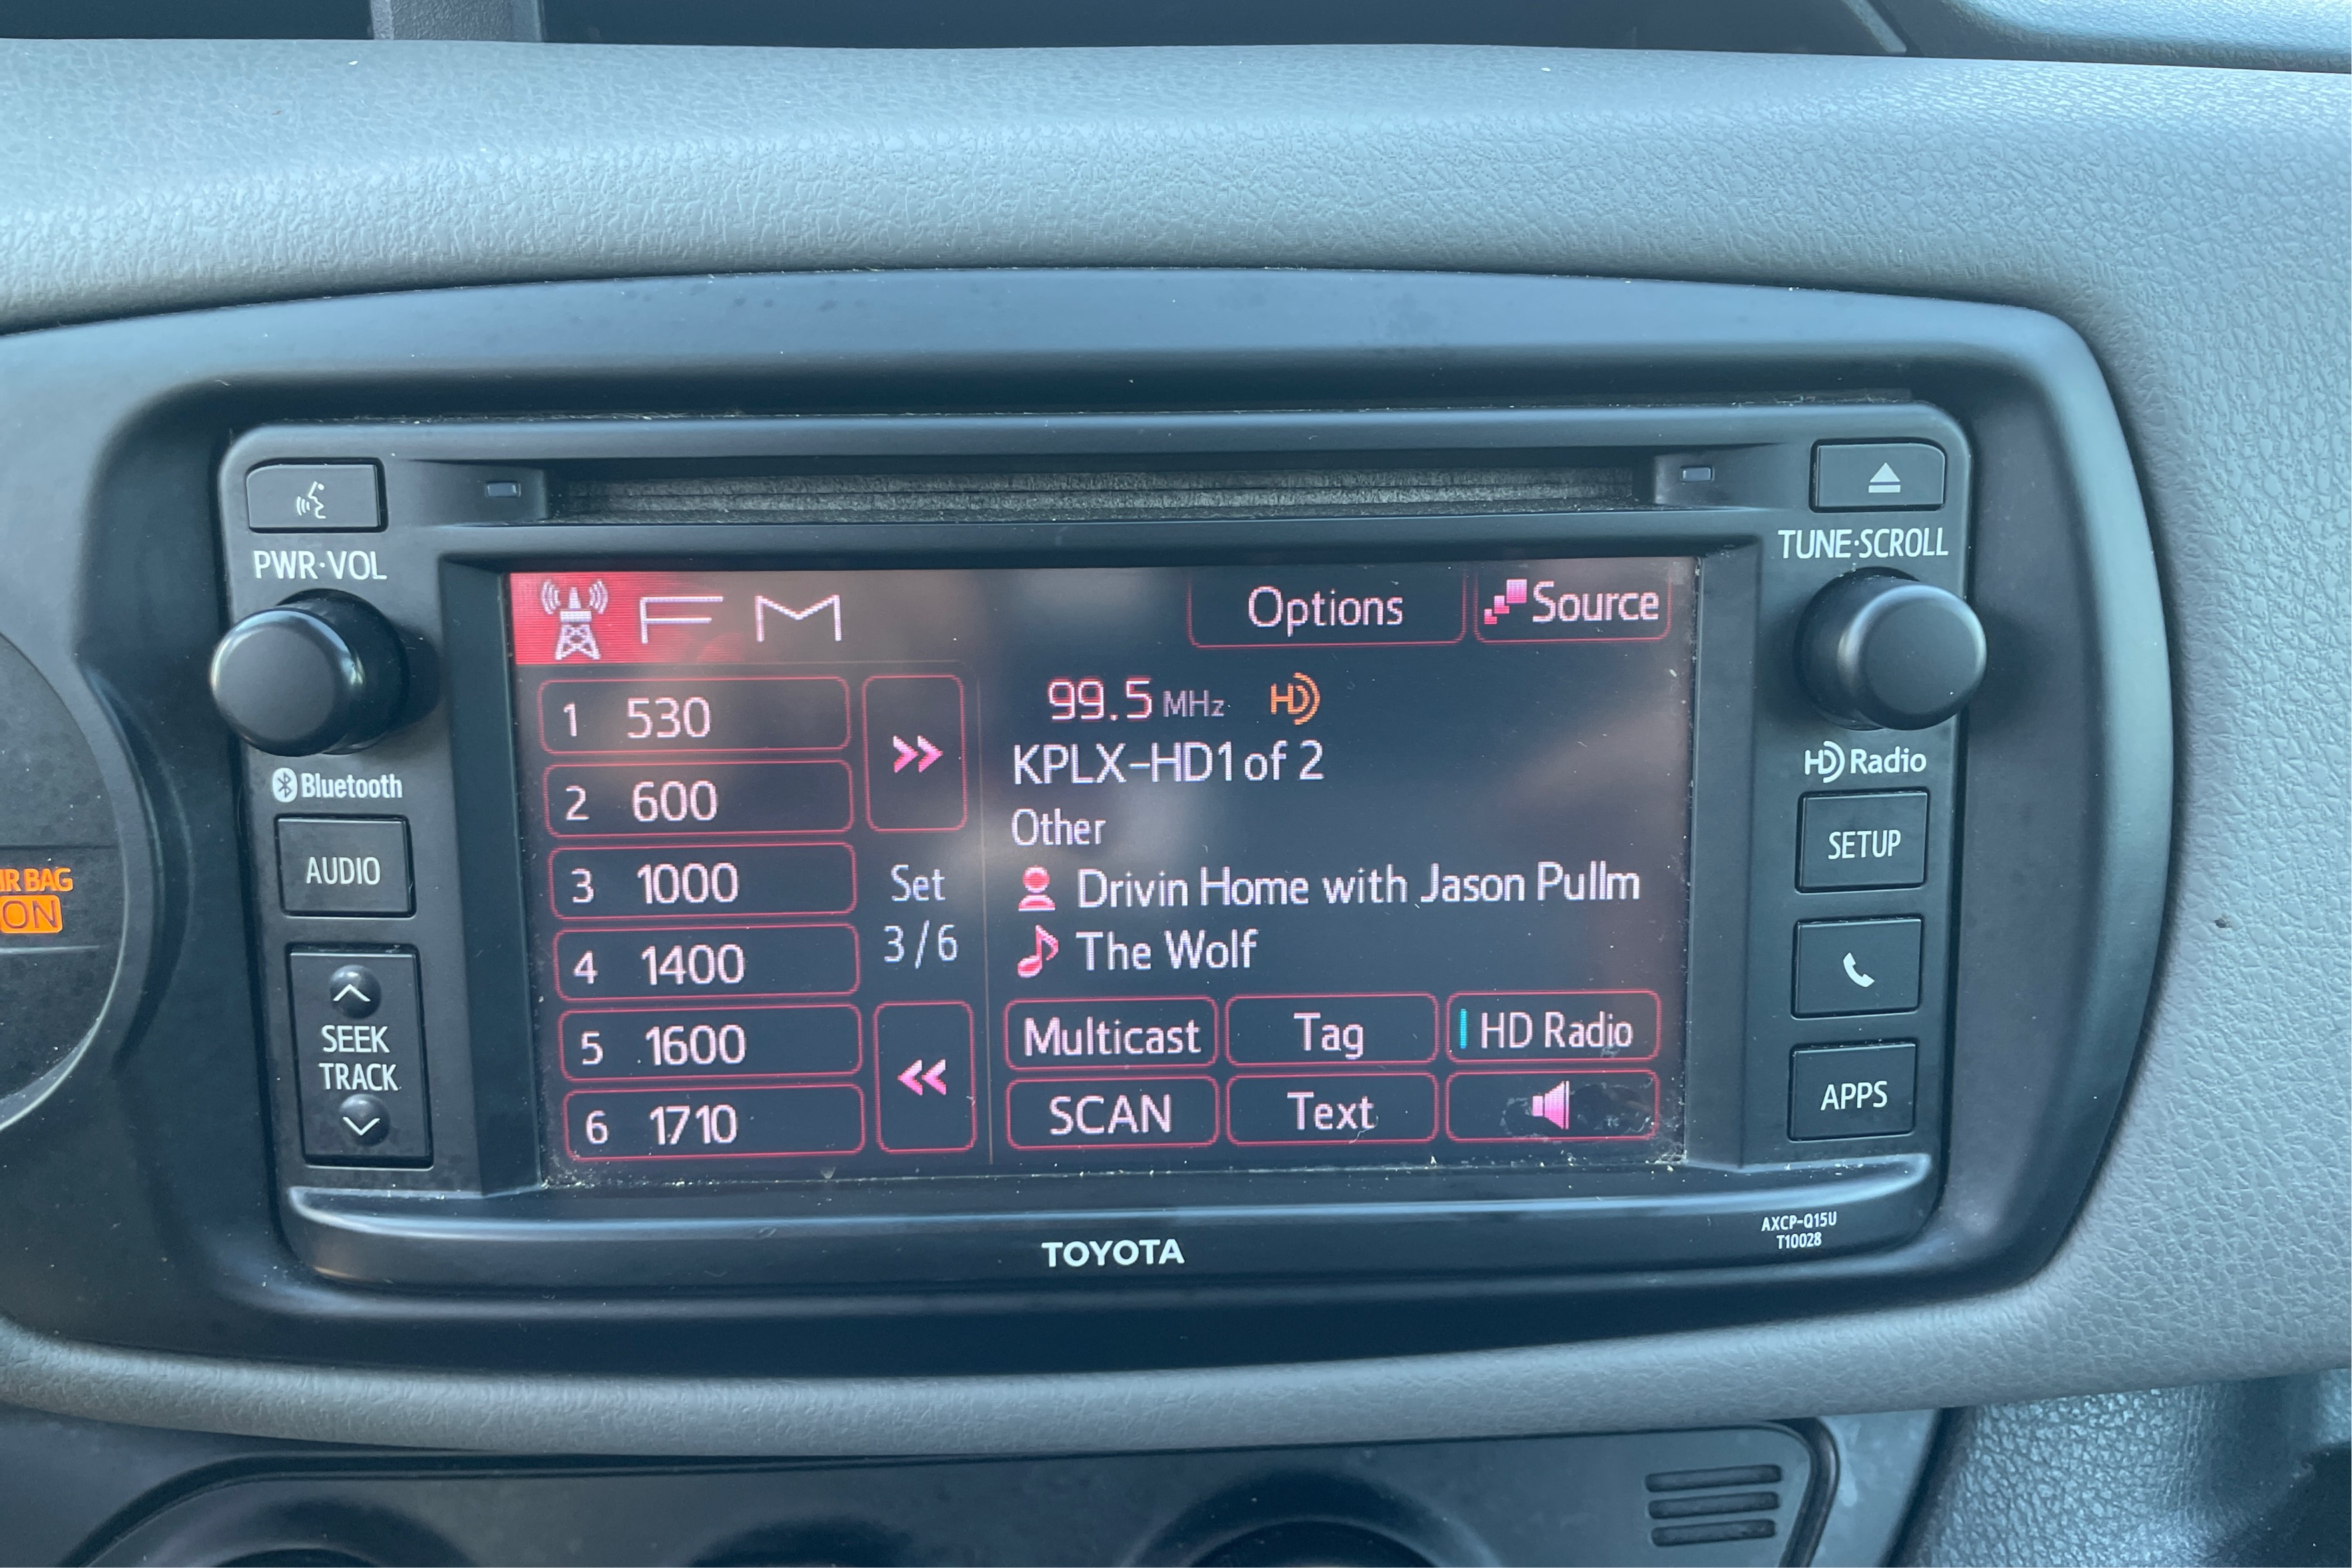 PWR·VOL
Bluetooth
AUDIO
SEEK
TRACK
BAG
ON
FM
Options
Source
1 530
2 600
3 1000
4 1400
5 1600
6 1710
Set
3/6
99.5 MHz HD
KPLX-HD1 of 2
Other
Drivin Home with Jason Pullm
The Wolf
Multicast
Tag
HD Radio
SCAN
Text
TUNE·SCROLL
HD Radio
SETUP
APPS
TOYOTA
AXCP-Q15U
T10028